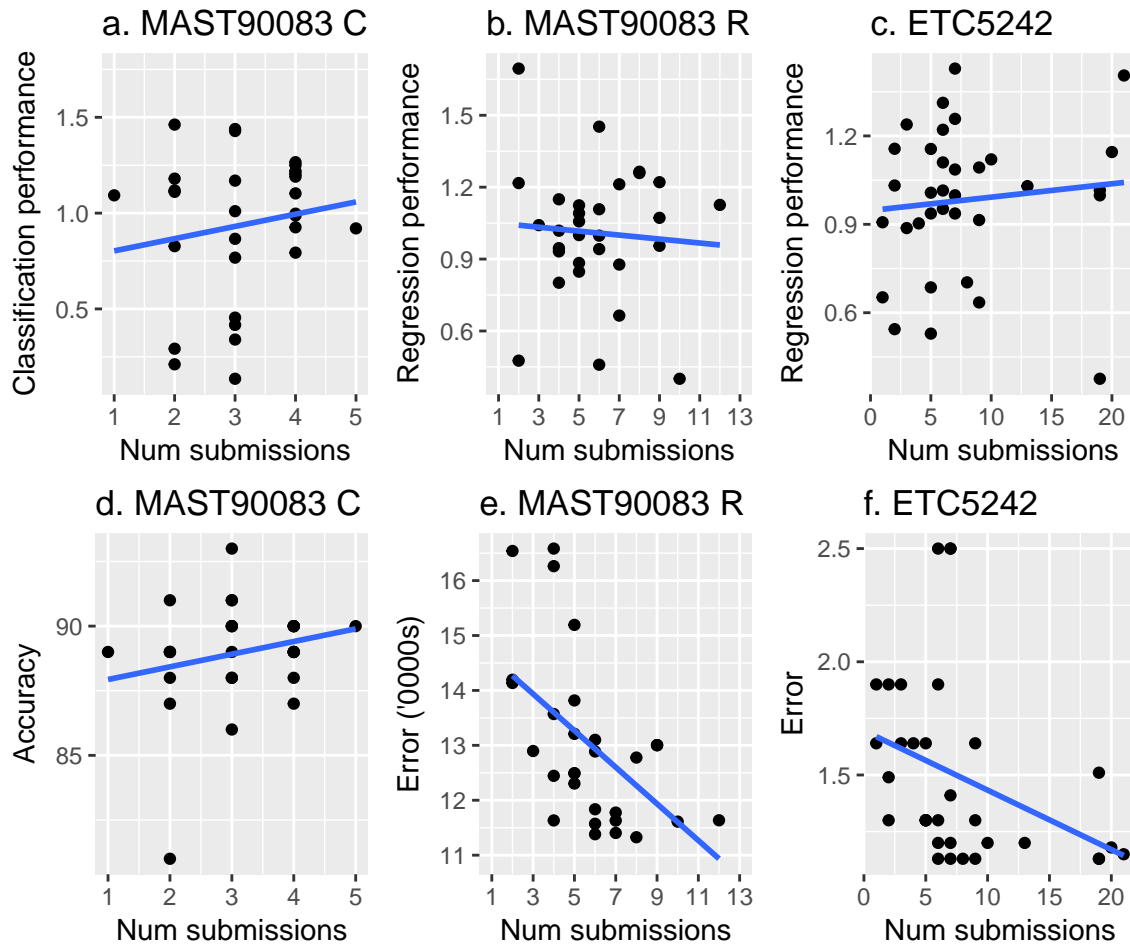 a. MAST90083 C
b. MAST90083 R
c. ETC5242
Classification performance
1.5
1.0
0.5
1 2 3 4 5
Num submissions
Regression performance
1.5
1.2
0.9
0.6
1 3 5 7 9 11 13
Num submissions
Regression performance
1.2
0.9
0.6
0 5 10 15 20
Num submissions
d. MAST90083 C
e. MAST90083 R
f. ETC5242
Accuracy
90
85
1 2 3 4 5
Num submissions
Error ('0000s)
16
15
14
13
12
11
1 3 5 7 9 11 13
Num submissions
Error
2.5
2.0
1.5
0 5 10 15 20
Num submissions